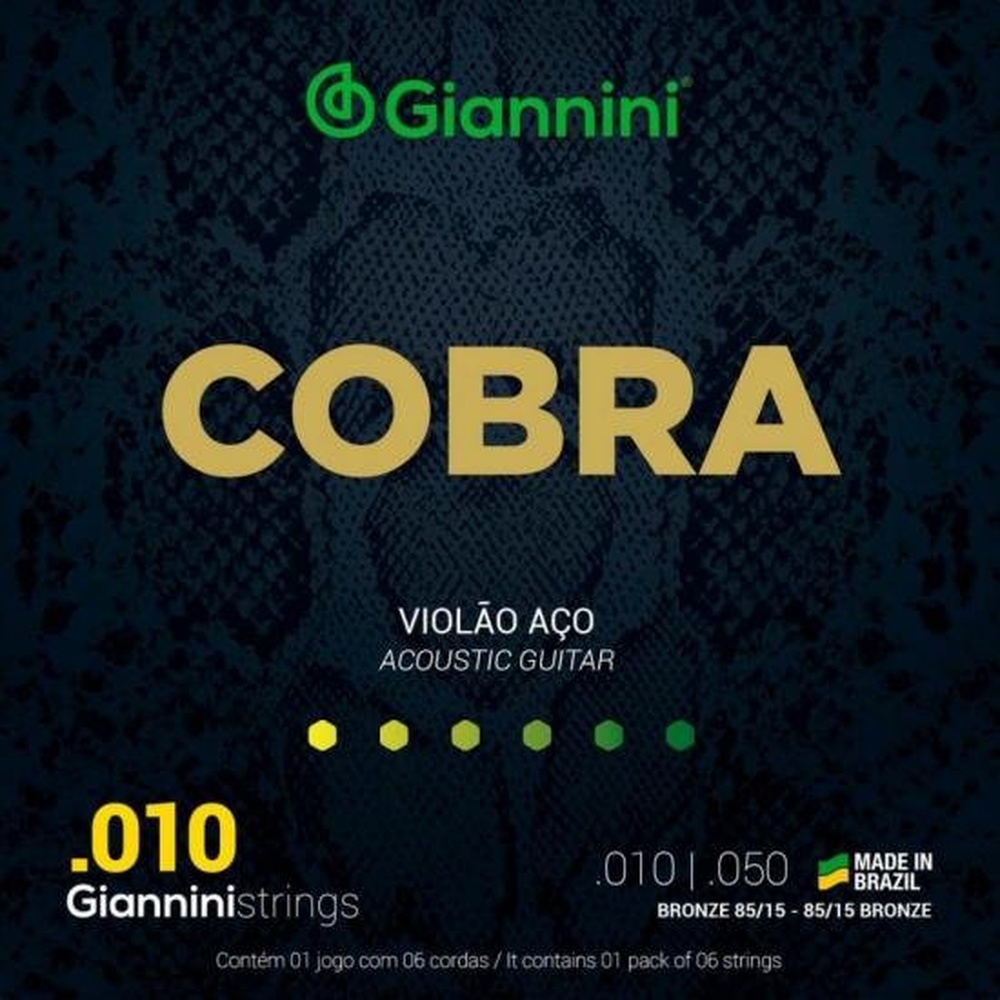 Giannini
COBRA
VIOLÃO AÇO
ACOUSTIC GUITAR
.010
Gianninistrings
.010 | .050
MADE IN
BRAZIL
BRONZE 85/15 - 85/15 BRONZE
Contém 01 jogo com 06 cordas / It contains 01 pack of 06 strings